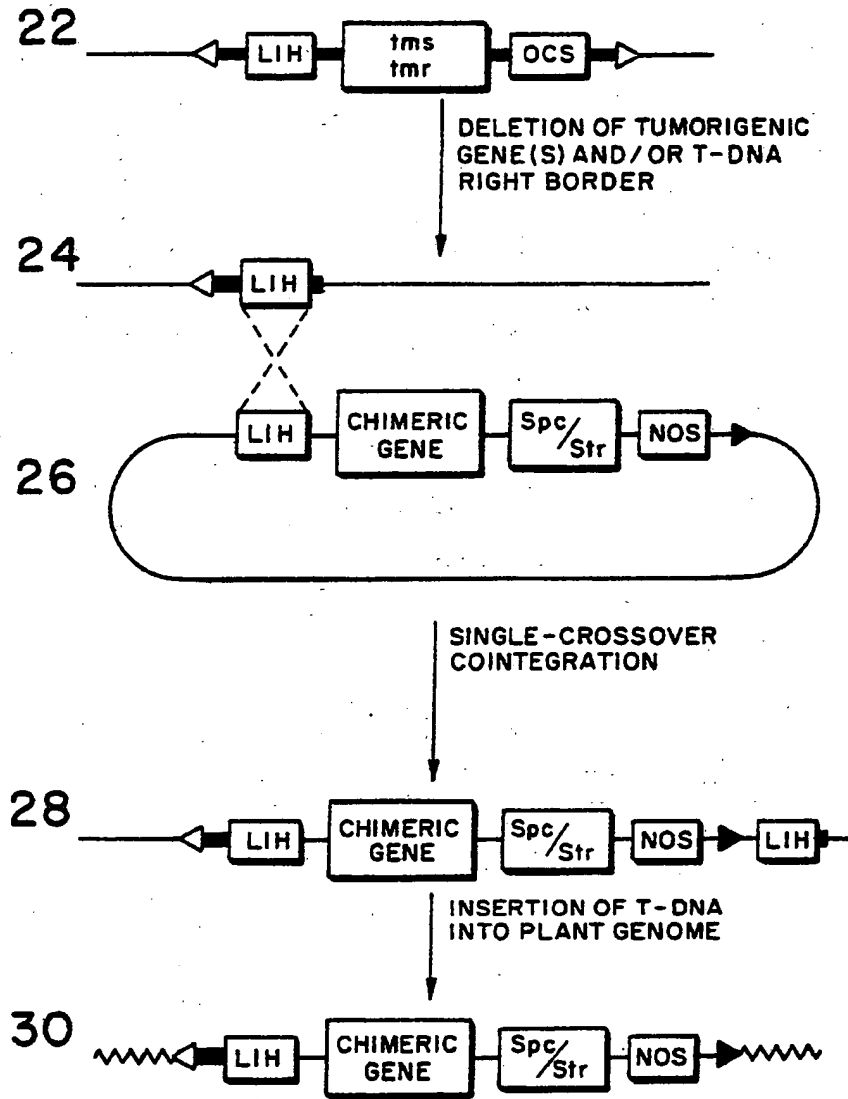 22
LIH
tms
tmr
OCS
DELETION OF TUMORIGENIC
GENE(S) AND/OR T-DNA
RIGHT BORDER
24
LIH
LIH
CHIMERIC
GENE
Spc/
Str
NOS
26
SINGLE-CROSSOVER
COINTEGRATION
28
LIH
CHIMERIC
GENE
Spc/
Str
NOS
LIH
INSERTION OF T-DNA
INTO PLANT GENOME
30
LIH
CHIMERIC
GENE
Spc/
Str
NOS